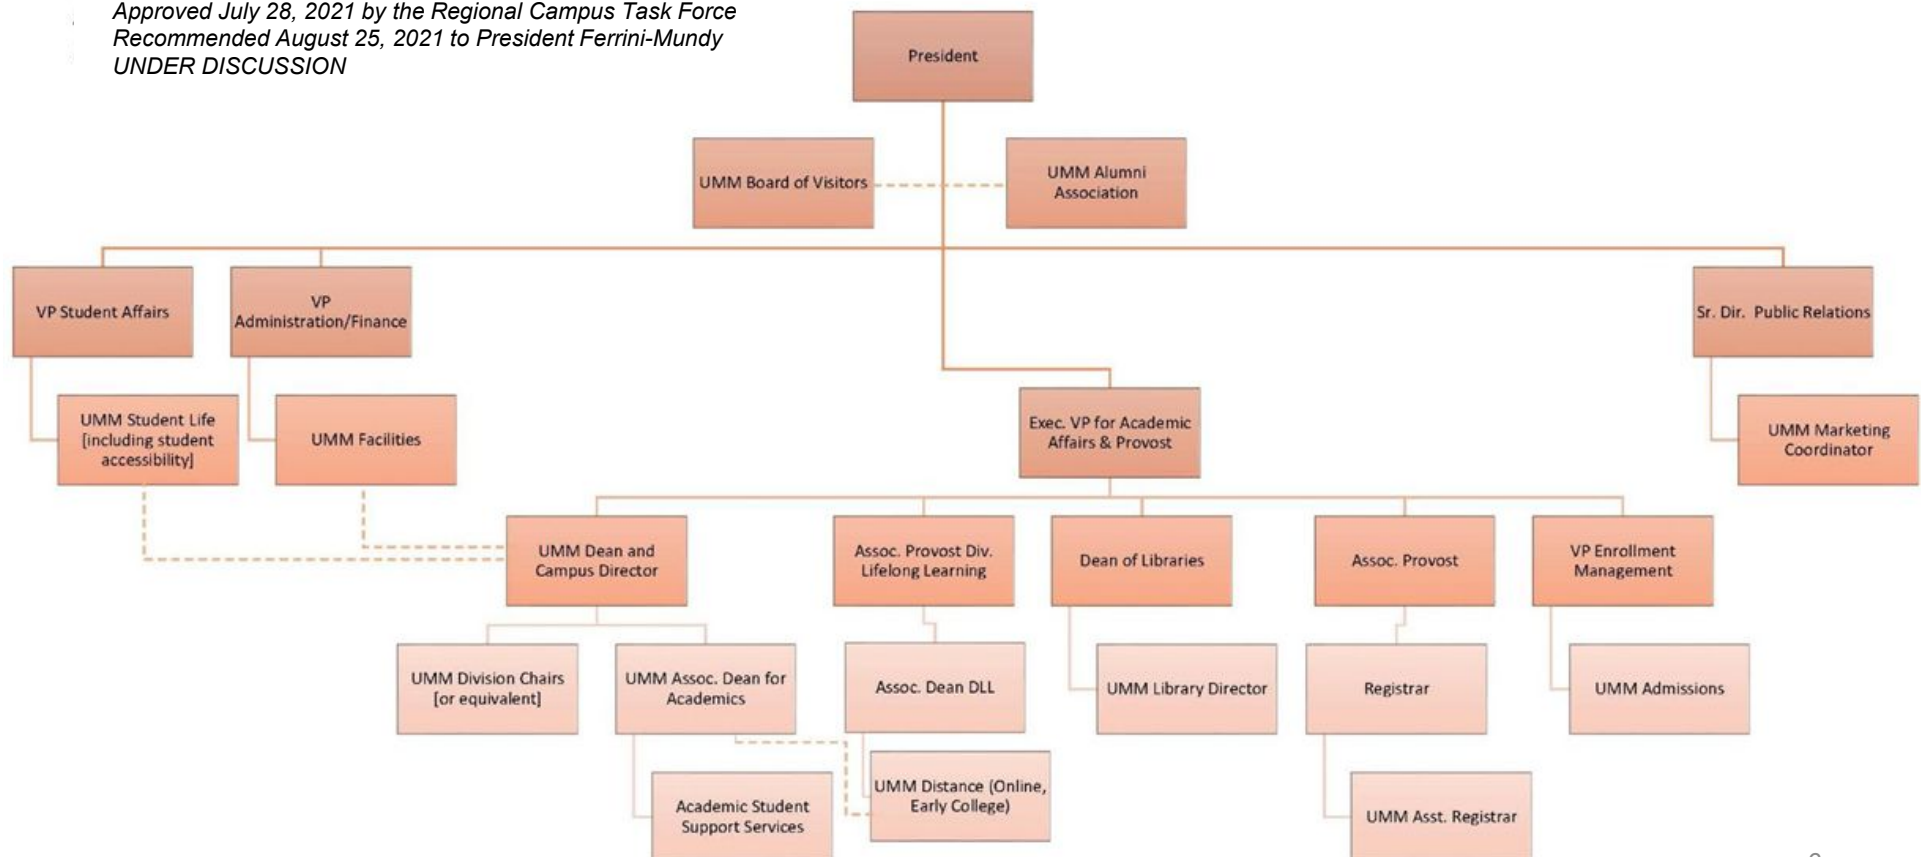 Approved July 28, 2021 by the Regional Campus Task Force
Recommended August 25, 2021 to President Ferrini-Mundy
UNDER DISCUSSION
President
UMM Board of Visitors
UMM Alumni
Association
VP Student Affairs
VP
Administration/Finance
Sr. Dir. Public Relations
UMM Student Life
[including student
accessibility]
UMM Facilities
Exec. VP for Academic
Affairs & Provost
UMM Marketing
Coordinator
UMM Dean and
Campus Director
Assoc. Provost Div.
Lifelong Learning
Dean of Libraries
Assoc. Provost
VP Enrollment
Management
UMM Division Chairs
[or equivalent]
UMM Assoc. Dean for
Academics
Assoc. Dean DLL
UMM Library Director
Registrar
UMM Admissions
Academic Student
Support Services
UMM Distance (Online,
Early College)
UMM Asst. Registrar